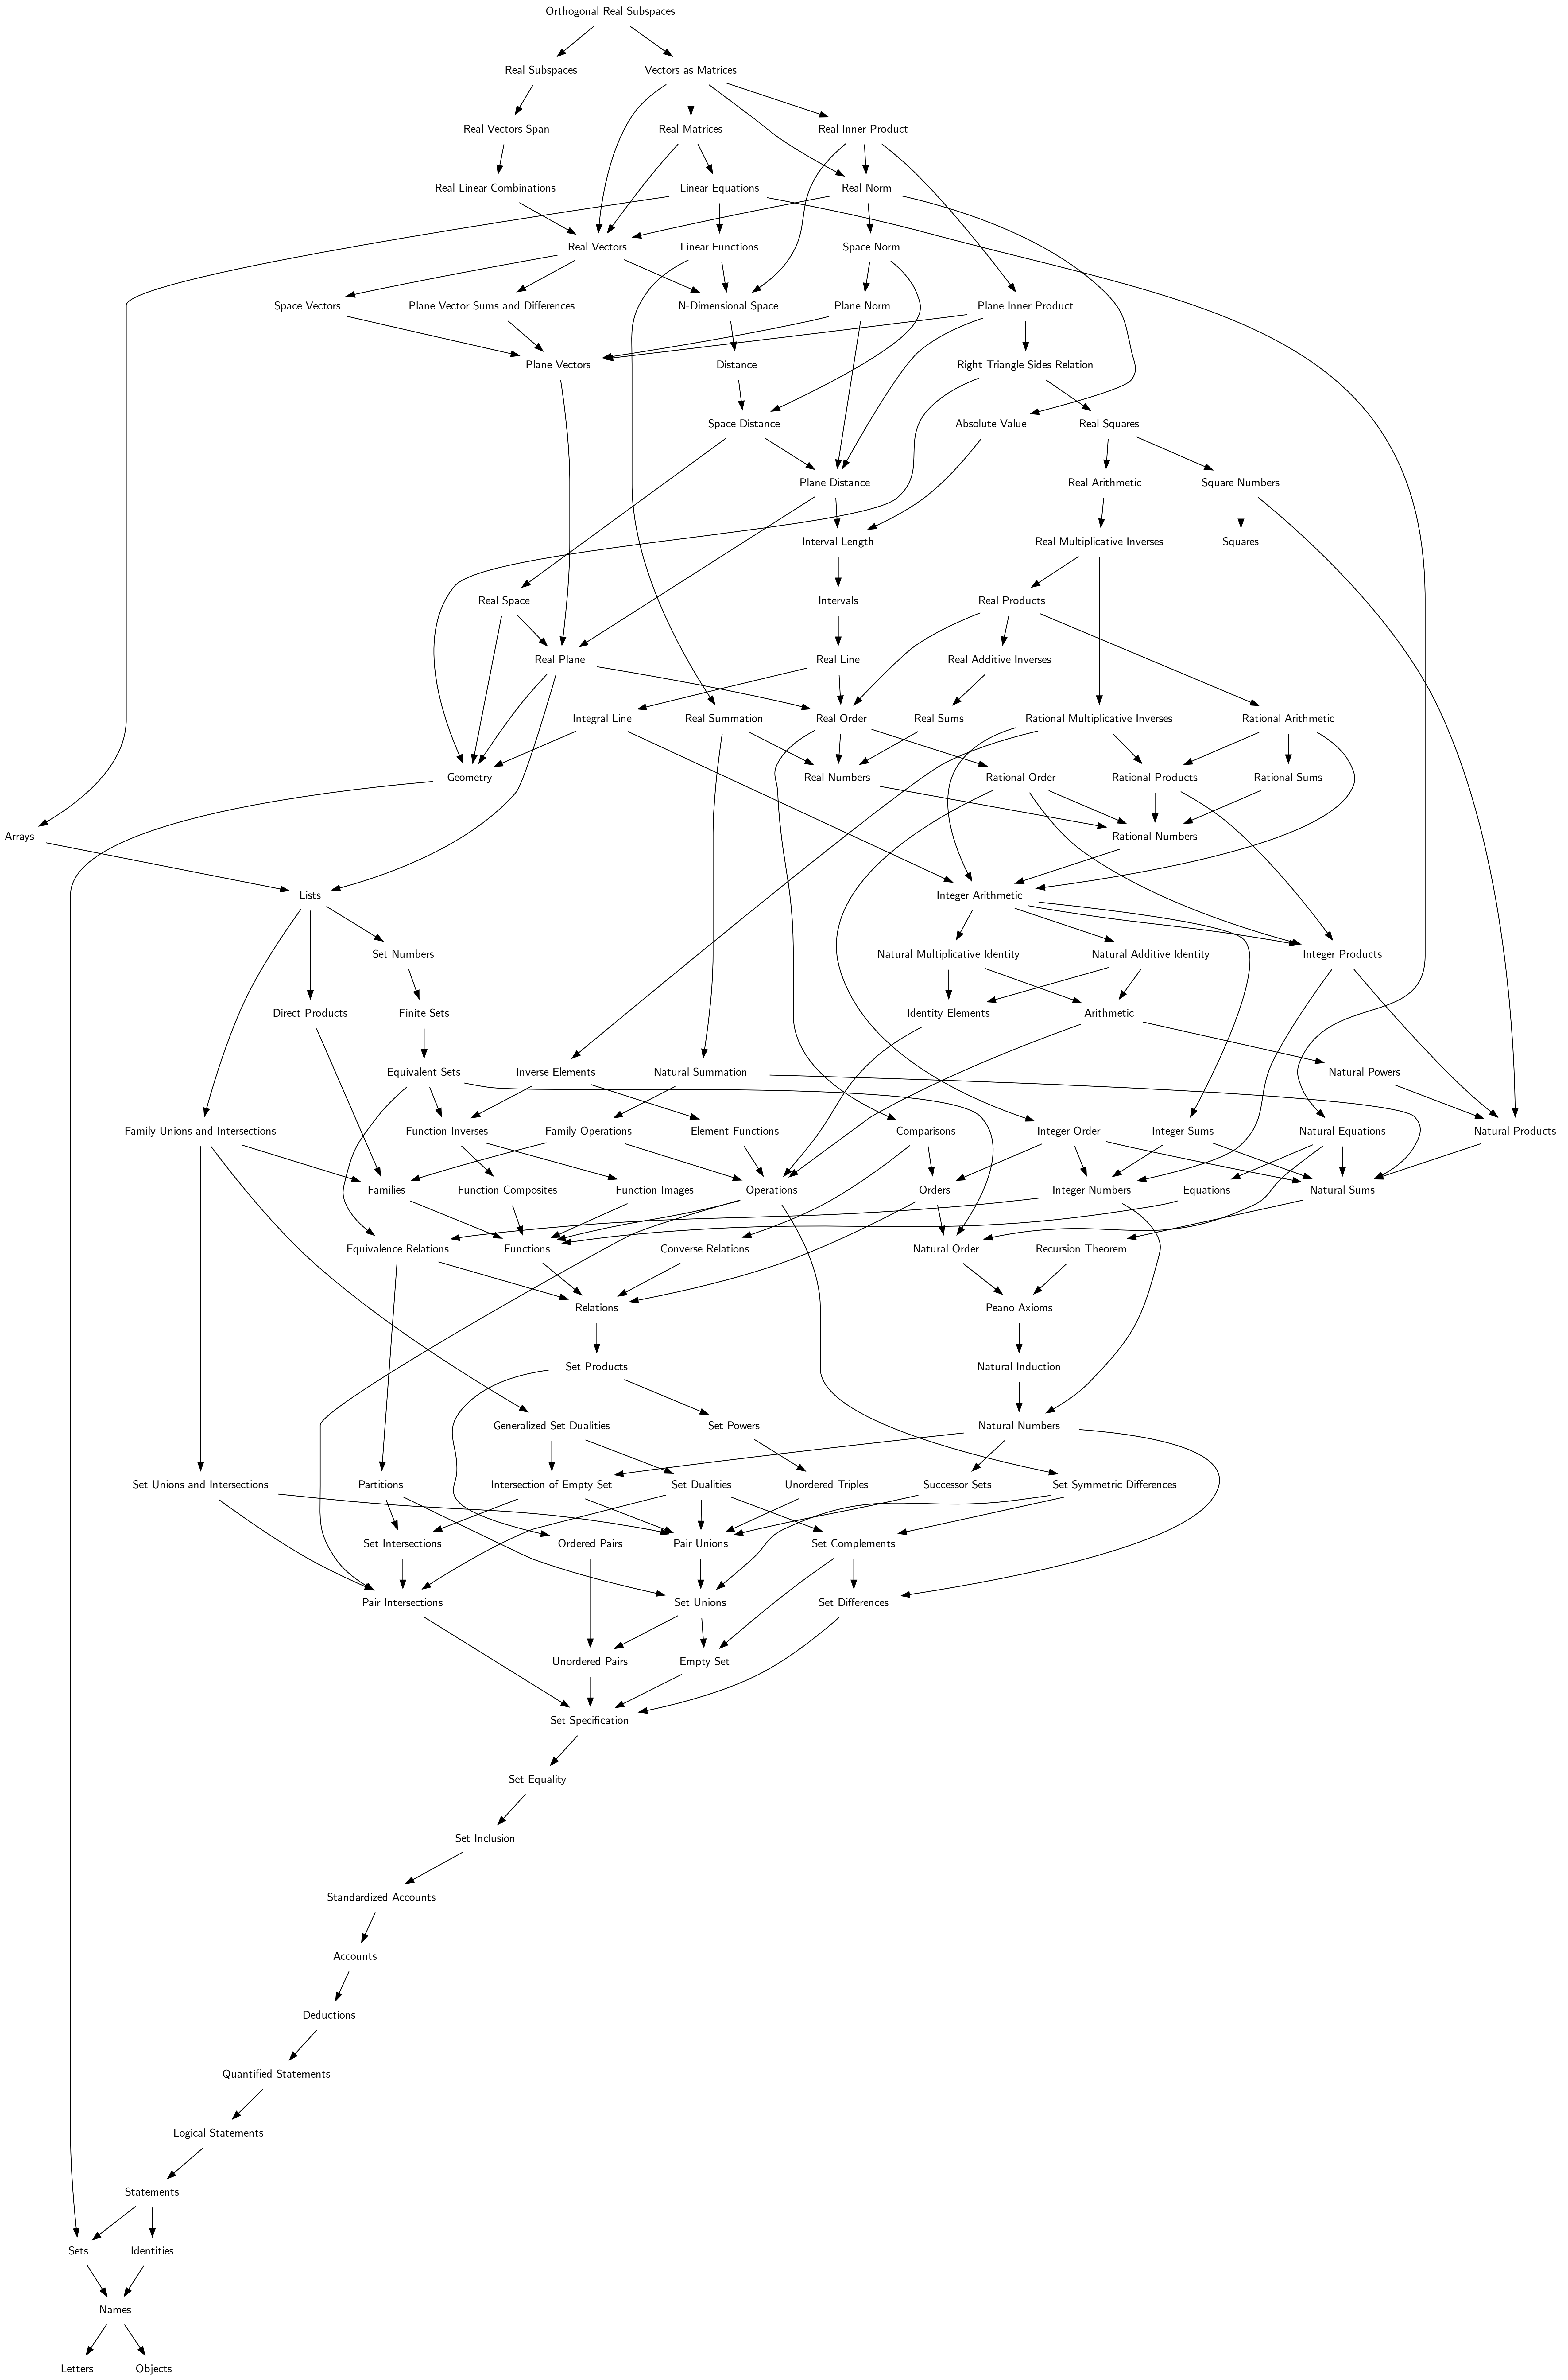 Orthogonal Real Subspaces
Real Subspaces
Vectors as Matrices
Real Vectors Span
Real Matrices
Real Inner Product
Real Linear Combinations
Linear Equations
Real Norm
Real Vectors
Linear Functions
Space Norm
Space Vectors
Plane Vector Sums and Differences
N-Dimensional Space
Plane Norm
Plane Inner Product
Plane Vectors
Distance
Right Triangle Sides Relation
Space Distance
Absolute Value
Real Squares
Plane Distance
Real Arithmetic
Square Numbers
Interval Length
Real Multiplicative Inverses
Squares
Real Space
Intervals
Real Products
Real Plane
Real Line
Real Additive Inverses
Integral Line
Real Summation
Real Order
Real Sums
Rational Multiplicative Inverses
Rational Arithmetic
Geometry
Real Numbers
Rational Order
Rational Products
Rational Sums
Arrays
Rational Numbers
Lists
Integer Arithmetic
Set Numbers
Natural Multiplicative Identity
Natural Additive Identity
Integer Products
Direct Products
Finite Sets
Identity Elements
Arithmetic
Equivalent Sets
Inverse Elements
Natural Summation
Natural Powers
Family Unions and Intersections
Function Inverses
Family Operations
Element Functions
Comparisons
Integer Order
Integer Sums
Natural Equations
Natural Products
Families
Function Composites
Function Images
Operations
Orders
Integer Numbers
Equations
Natural Sums
Equivalence Relations
Functions
Converse Relations
Natural Order
Recursion Theorem
Relations
Peano Axioms
Set Products
Natural Induction
Generalized Set Dualities
Set Powers
Natural Numbers
Set Unions and Intersections
Partitions
Intersection of Empty Set
Set Dualities
Unordered Triples
Successor Sets
Set Symmetric Differences
Set Intersections
Ordered Pairs
Pair Unions
Set Complements
Pair Intersections
Set Unions
Set Differences
Unordered Pairs
Empty Set
Set Specification
Set Equality
Set Inclusion
Standardized Accounts
Accounts
Deductions
Quantified Statements
Logical Statements
Statements
Sets
Identities
Names
Letters
Objects